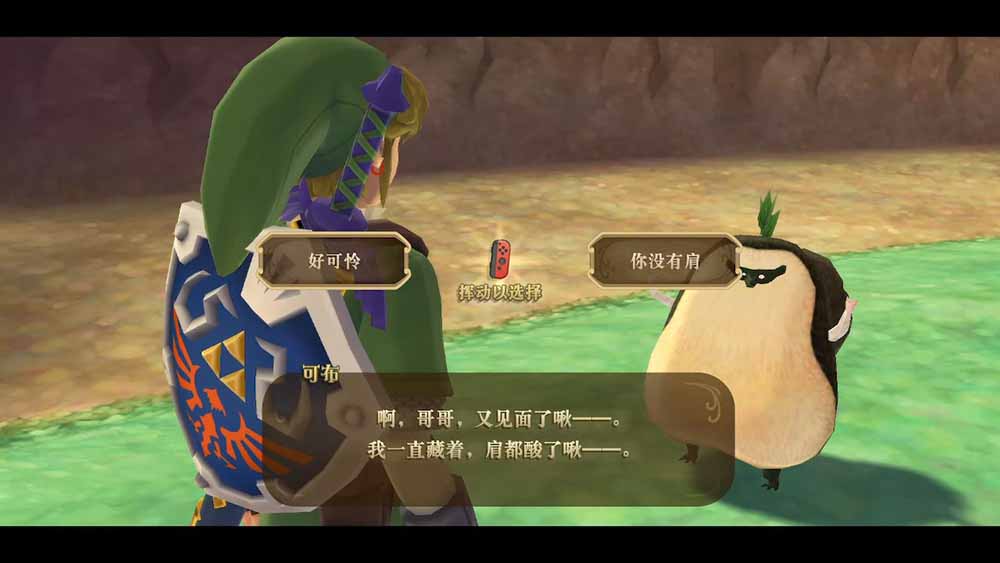 好可怜
你没有肩
挥动以选择
可布
啊，哥哥，又见面了啾——。
我一直藏着，肩都酸了啾——。